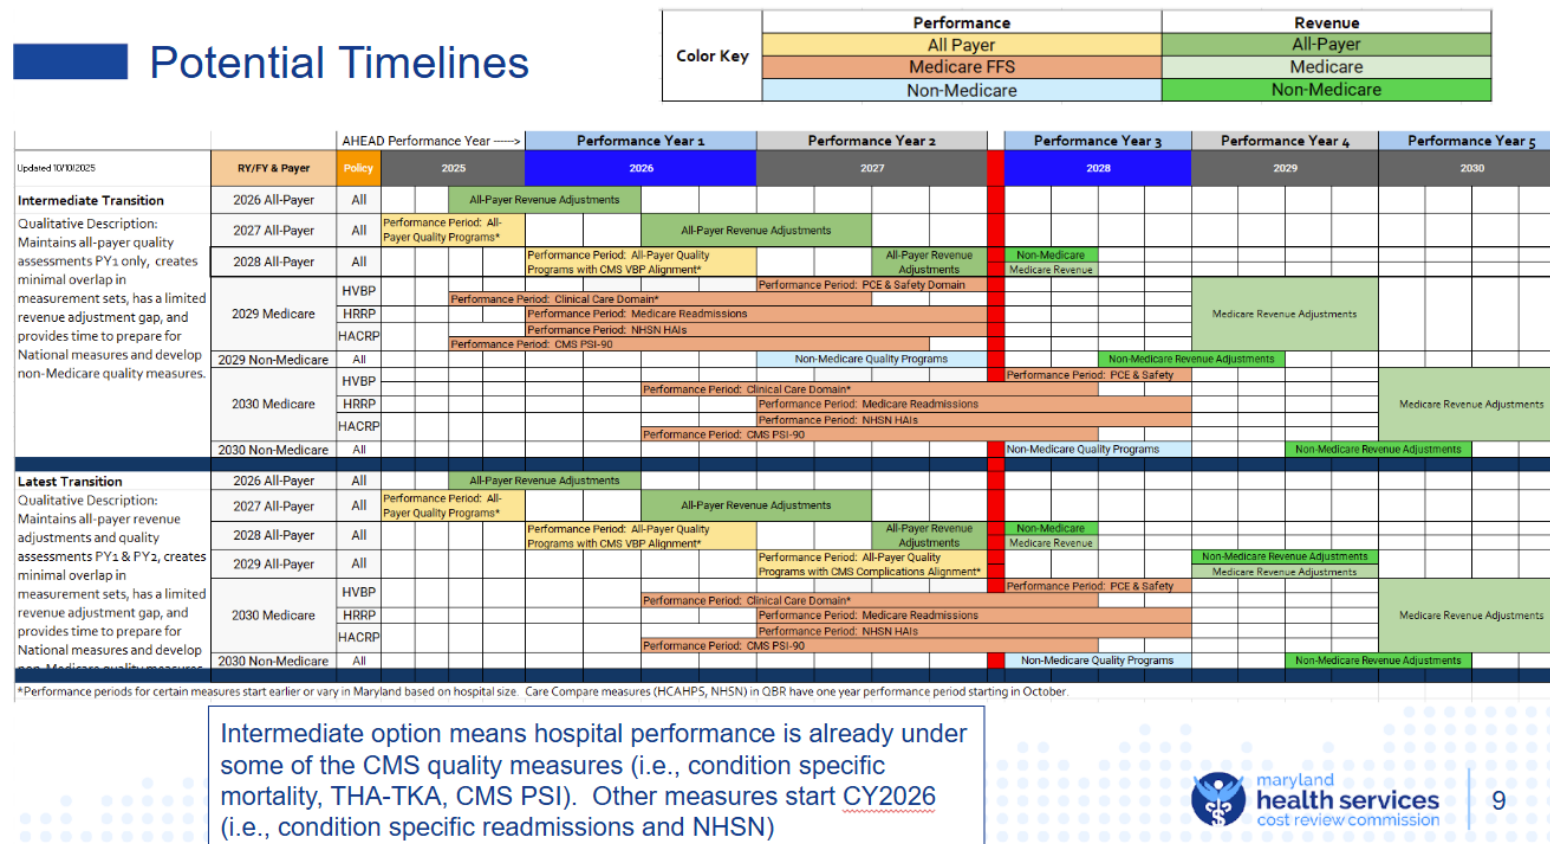 Potential Timelines
Color Key
Performance
Revenue
All Payer
All-Payer
Medicare FFS
Medicare
Non-Medicare
Non-Medicare
AHEAD Performance Year ----->
Performance Year 1
Performance Year 2
Performance Year 3
Performance Year 4
Performance Year 5
Updated 10/10/2025
RY/FY & Payer
Policy
2025
2026
2027
2028
2029
2030
Intermediate Transition
2026 All-Payer
All
All-Payer Revenue Adjustments
Qualitative Description:
Maintains all-payer quality
assessments PY1 only, creates
minimal overlap in
measurement sets, has a limited
revenue adjustment gap, and
provides time to prepare for
National measures and develop
non-Medicare quality measures.
2027 All-Payer
All
Performance Period: All-
Payer Quality Programs*
All-Payer Revenue Adjustments
2028 All-Payer
All
Performance Period: All-Payer Quality
Programs with CMS VBP Alignment*
All-Payer Revenue
Adjustments
Non-Medicare
Medicare Revenue
2029 Medicare
HVBP
Performance Period: PCE & Safety Domain
Performance Period: Clinical Care Domain*
HRRP
Performance Period: Medicare Readmissions
HACRP
Performance Period: NHSN HAIs
Performance Period: CMS PSI-90
Medicare Revenue Adjustments
2029 Non-Medicare
All
Non-Medicare Quality Programs
Non-Medicare Revenue Adjustments
2030 Medicare
HVBP
Performance Period: PCE & Safety
Performance Period: Clinical Care Domain*
HRRP
Performance Period: Medicare Readmissions
HACRP
Performance Period: NHSN HAIs
Performance Period: CMS PSI-90
Medicare Revenue Adjustments
2030 Non-Medicare
All
Non-Medicare Quality Programs
Non-Medicare Revenue Adjustments
Latest Transition
2026 All-Payer
All
All-Payer Revenue Adjustments
Qualitative Description:
Maintains all-payer revenue
adjustments and quality
assessments PY1 & PY2, creates
minimal overlap in
measurement sets, has a limited
revenue adjustment gap, and
provides time to prepare for
National measures and develop
non-Medicare quality measures
2027 All-Payer
All
Performance Period: All-
Payer Quality Programs*
All-Payer Revenue Adjustments
2028 All-Payer
All
Performance Period: All-Payer Quality
Programs with CMS VBP Alignment*
All-Payer Revenue
Adjustments
Non-Medicare
Medicare Revenue
2029 All-Payer
All
Performance Period: All-Payer Quality
Programs with CMS Complications Alignment*
Non-Medicare Revenue Adjustments
Medicare Revenue Adjustments
2030 Medicare
HVBP
Performance Period: PCE & Safety
Performance Period: Clinical Care Domain*
HRRP
Performance Period: Medicare Readmissions
HACRP
Performance Period: NHSN HAIs
Performance Period: CMS PSI-90
Medicare Revenue Adjustments
2030 Non-Medicare
All
Non-Medicare Quality Programs
Non-Medicare Revenue Adjustments
*Performance periods for certain measures start earlier or vary in Maryland based on hospital size. Care Compare measures (HCAHPS, NHSN) in QBR have one year performance period starting in October.
Intermediate option means hospital performance is already under
some of the CMS quality measures (i.e., condition specific
mortality, THA-TKA, CMS PSI). Other measures start CY2026
(i.e., condition specific readmissions and NHSN)
maryland
health services
cost review commission
9